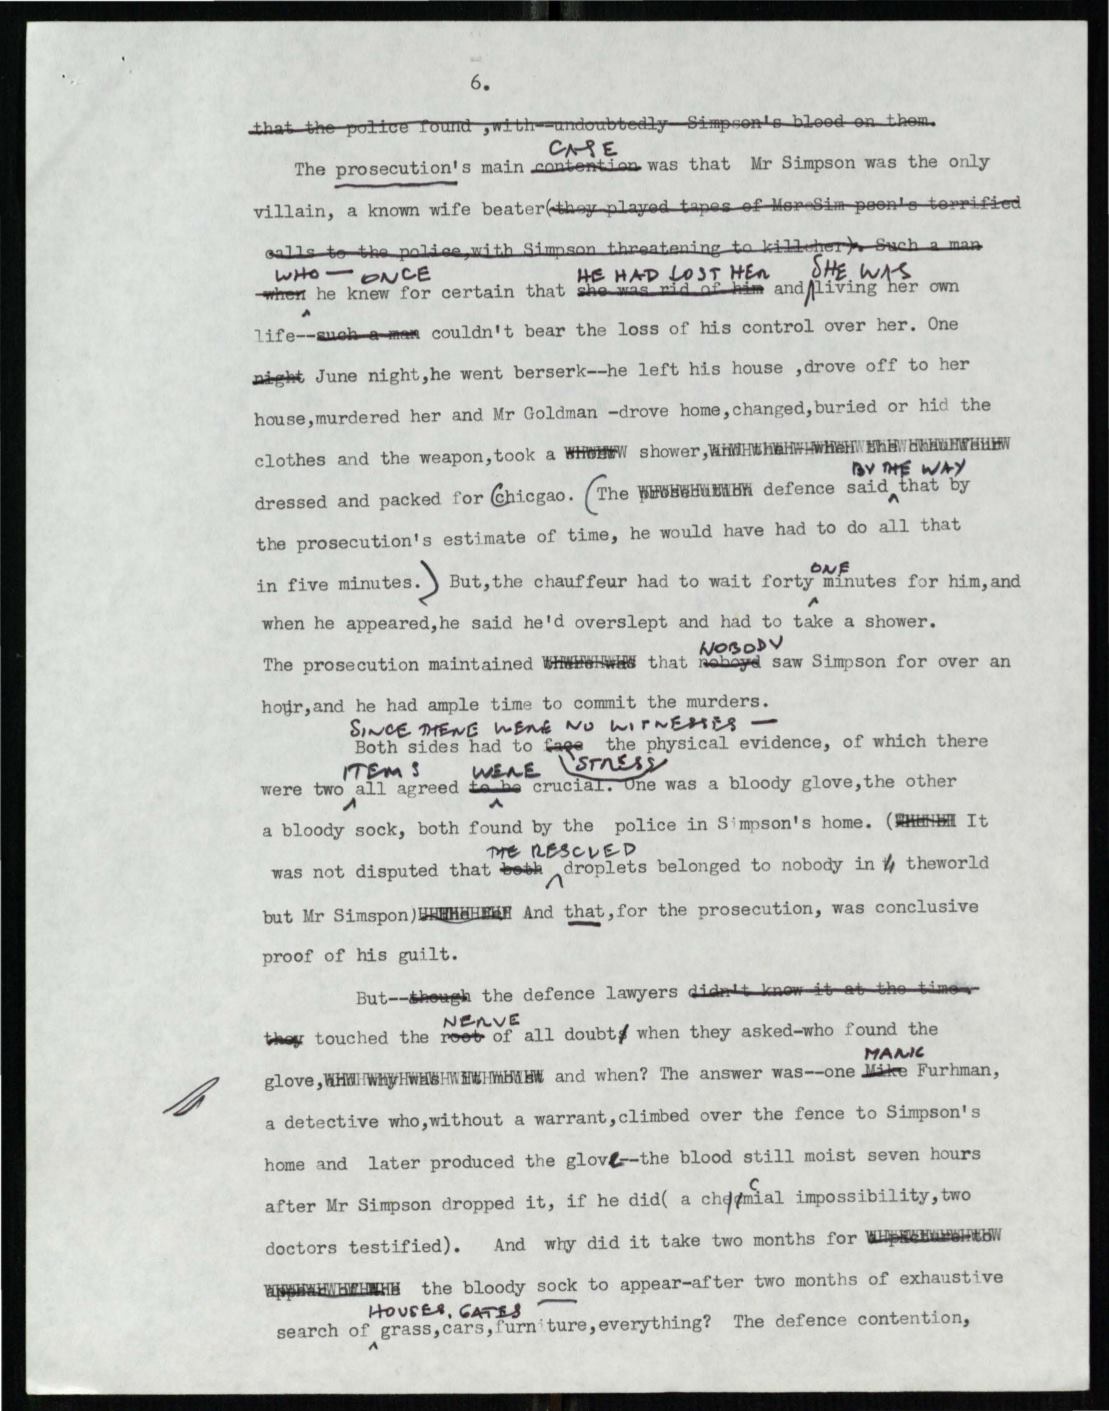 6.
that the police found ,with--undoubtedly Simpson's blood on them.
CASE
The prosecution's main contention was that Mr Simpson was the only
villain, a known wife beater(they played tapes of Mrs Sim pson's terrified
calls to the police,with Simpson threatening to kill her). Such a man
WHO — ONCE HE HAD LOST HER SHE WAS
when he knew for certain that she was rid of him and living her own
life--such a man couldn't bear the loss of his control over her. One
night June night,he went berserk--he left his house ,drove off to her
house,murdered her and Mr Goldman -drove home,changed,buried or hid the
clothes and the weapon,took a shower,
BY THE WAY
dressed and packed for Chicgao. (The defence said that by
the prosecution's estimate of time, he would have had to do all that
ONE
in five minutes.) But,the chauffeur had to wait forty minutes for him,and
when he appeared,he said he'd overslept and had to take a shower.
NOBODY
The prosecution maintained that noboyd saw Simpson for over an
hour,and he had ample time to commit the murders.
SINCE THERE WERE NO WITNESSES —
Both sides had to face the physical evidence, of which there
ITEMS WERE STRESS
were two all agreed to be crucial. One was a bloody glove,the other
a bloody sock, both found by the police in Simpson's home. ( It
THE RESCUED
was not disputed that both droplets belonged to nobody in theworld
but Mr Simspon) And that,for the prosecution, was conclusive
proof of his guilt.
But--though the defence lawyers didn't know it at the time.
NERVE
they touched the root of all doubt when they asked-who found the
MARK
glove, and when? The answer was--one Mike Furhman,
a detective who,without a warrant,climbed over the fence to Simpson's
home and later produced the glove--the blood still moist seven hours
C
after Mr Simpson dropped it, if he did( a chemial impossibility,two
doctors testified). And why did it take two months for
the bloody sock to appear-after two months of exhaustive
HOUSES, GATES
search of grass,cars,furniture,everything? The defence contention,